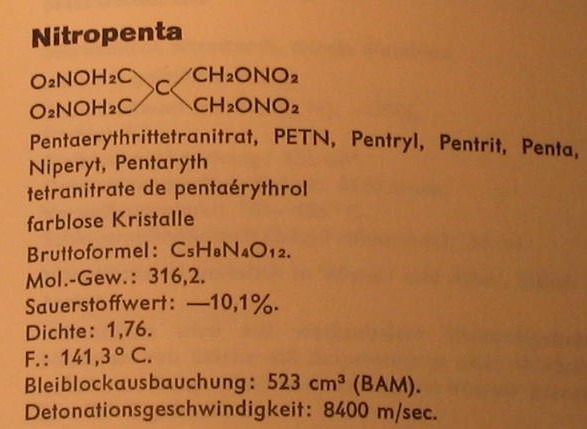 Nitropenta
O₂NOH₂C CH₂ONO₂
C
O₂NOH₂C CH₂ONO₂
Pentaerythrittetranitrat, PETN, Pentryl, Pentrit, Penta,
Niperyt, Pentaryth
tetranitrate de pentaérythrol
farblose Kristalle
Bruttoformel: C₅H₈N₄O₁₂.
Mol.-Gew.: 316,2.
Sauerstoffwert: —10,1%.
Dichte: 1,76.
F.: 141,3° C.
Bleiblockausbauchung: 523 cm³ (BAM).
Detonationsgeschwindigkeit: 8400 m/sec.